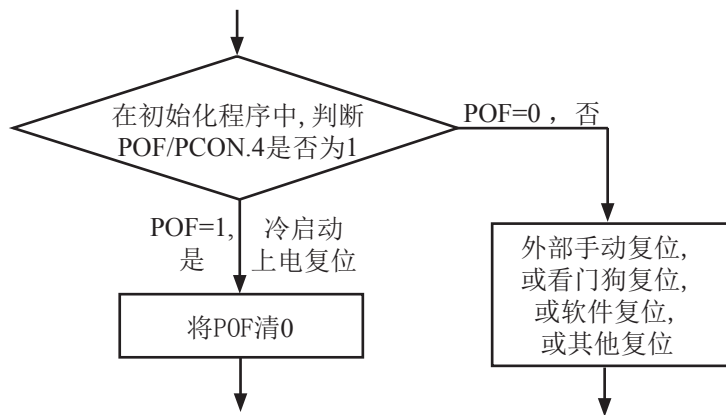 在初始化程序中,判断
POF/PCON.4是否为1
POF=0 ，否
POF=1, 冷启动
是 上电复位
将POF清0
外部手动复位,
或看门狗复位,
或软件复位,
或其他复位